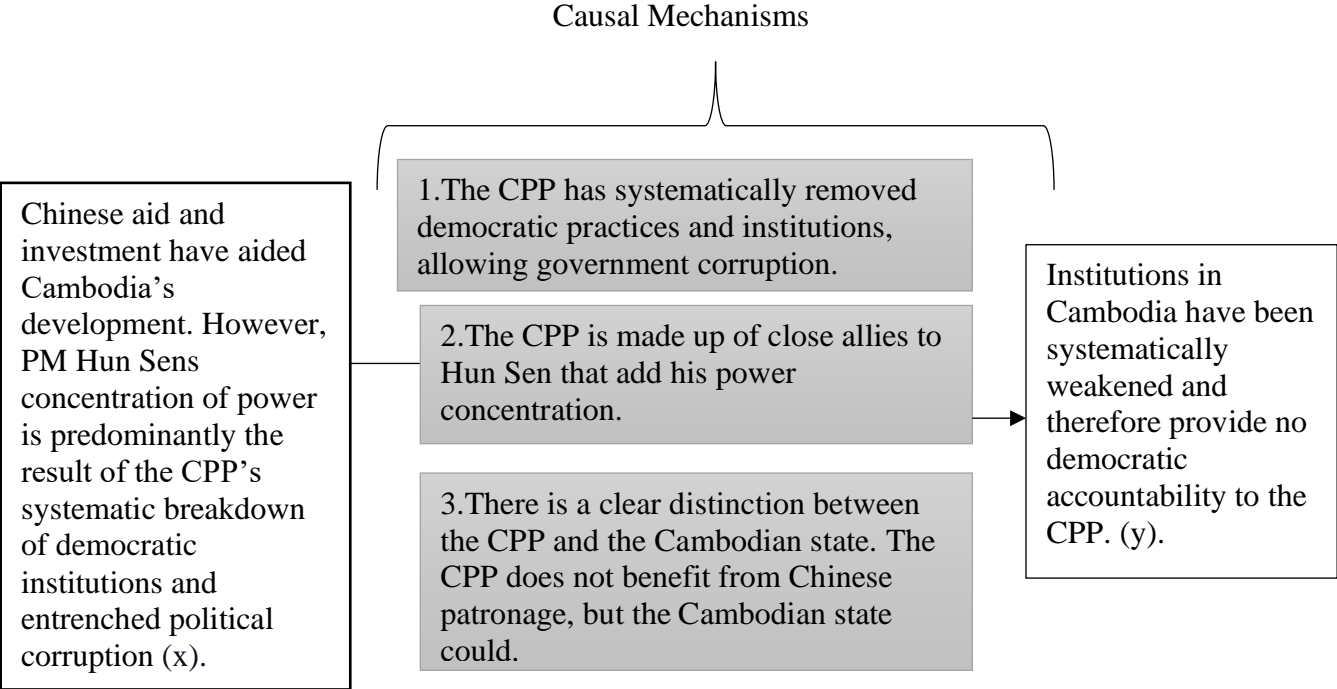 Causal Mechanisms
Chinese aid and
investment have aided
Cambodia’s
development. However,
PM Hun Sens
concentration of power
is predominantly the
result of the CPP’s
systematic breakdown
of democratic
institutions and
entrenched political
corruption (x).
1.The CPP has systematically removed
democratic practices and institutions,
allowing government corruption.
2.The CPP is made up of close allies to
Hun Sen that add his power
concentration.
3.There is a clear distinction between
the CPP and the Cambodian state. The
CPP does not benefit from Chinese
patronage, but the Cambodian state
could.
Institutions in
Cambodia have been
systematically
weakened and
therefore provide no
democratic
accountability to the
CPP. (y).